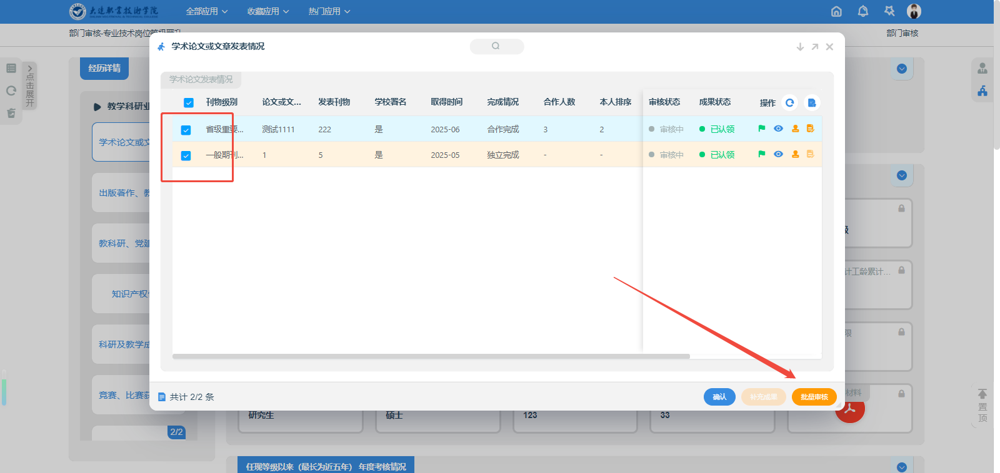 大连职业技术学院
全部应用 收藏应用 热门应用
部门审核-专业技术岗位等级晋升 部门审核
学术论文或文章发表情况
经历详情
点击展开
学术论文发表情况
刊物级别 论文或文... 发表刊物 学校署名 取得时间 完成情况 合作人数 本人排序 审核状态 成果状态 操作
教学科研业
省级重要... 测试1111 222 是 2025-06 合作完成 3 2 审核中 已认领
学术论文或文
一般期刊... 1 5 是 2025-05 独立完成 - - 审核中 已认领
出版著作、教
教科研、党建
级
计工龄累计...
知识产权
限
科研及教学成
竞赛、比赛获
共计 2/2 条 确认 补充成果 批量审核 材料
置顶
研究生 硕士 123 33
2/2
任现等级以来（最长为近五年） 年度考核情况